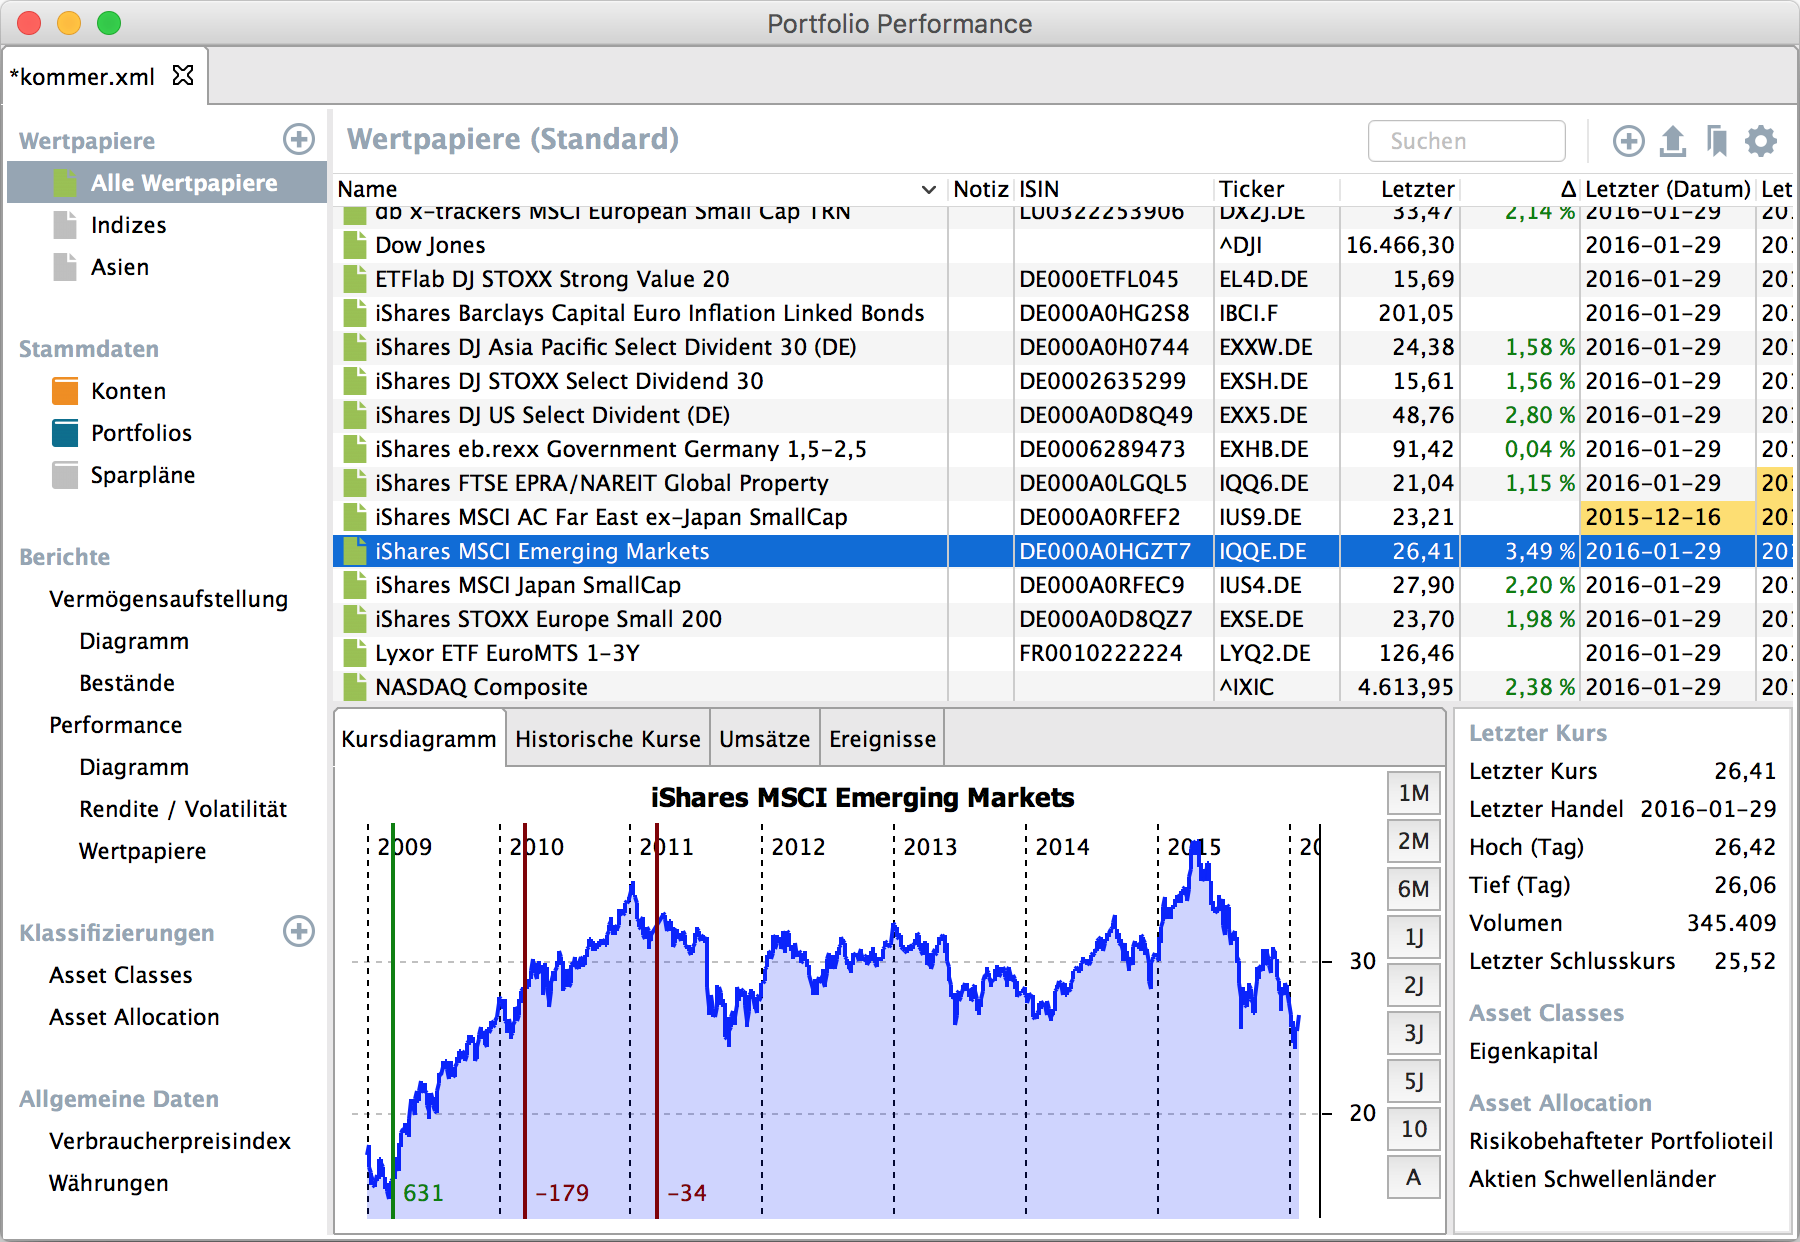 Portfolio Performance
*kommer.xml
Wertpapiere
Alle Wertpapiere
Indizes
Asien
Stammdaten
Konten
Portfolios
Sparpläne
Berichte
Vermögensaufstellung
Diagramm
Bestände
Performance
Diagramm
Rendite / Volatilität
Wertpapiere
Klassifizierungen
Asset Classes
Asset Allocation
Allgemeine Daten
Verbraucherpreisindex
Währungen
Wertpapiere (Standard)
Suchen
Name Notiz ISIN Ticker Letzter Δ Letzter (Datum) Let
db x-trackers MSCI European Small Cap TRN LU0322253906 DX2J.DE 33,47 2,14 % 2016-01-29 201
Dow Jones ^DJI 16.466,30 2016-01-29 201
ETFlab DJ STOXX Strong Value 20 DE000ETFL045 EL4D.DE 15,69 2016-01-29 201
iShares Barclays Capital Euro Inflation Linked Bonds DE000A0HG2S8 IBCI.F 201,05 2016-01-29 201
iShares DJ Asia Pacific Select Divident 30 (DE) DE000A0H0744 EXXW.DE 24,38 1,58 % 2016-01-29 201
iShares DJ STOXX Select Dividend 30 DE0002635299 EXSH.DE 15,61 1,56 % 2016-01-29 201
iShares DJ US Select Divident (DE) DE000A0D8Q49 EXX5.DE 48,76 2,80 % 2016-01-29 201
iShares eb.rexx Government Germany 1,5-2,5 DE0006289473 EXHB.DE 91,42 0,04 % 2016-01-29 201
iShares FTSE EPRA/NAREIT Global Property DE000A0LGQL5 IQQ6.DE 21,04 1,15 % 2016-01-29 201
iShares MSCI AC Far East ex-Japan SmallCap DE000A0RFEF2 IUS9.DE 23,21 2015-12-16 201
iShares MSCI Emerging Markets DE000A0HGZT7 IQQE.DE 26,41 3,49 % 2016-01-29 201
iShares MSCI Japan SmallCap DE000A0RFEC9 IUS4.DE 27,90 2,20 % 2016-01-29 201
iShares STOXX Europe Small 200 DE000A0D8QZ7 EXSE.DE 23,70 1,98 % 2016-01-29 201
Lyxor ETF EuroMTS 1-3Y FR0010222224 LYQ2.DE 126,46 2016-01-29 201
NASDAQ Composite ^IXIC 4.613,95 2,38 % 2016-01-29 201
Kursdiagramm Historische Kurse Umsätze Ereignisse
iShares MSCI Emerging Markets
2009 2010 2011 2012 2013 2014 2015 20
30
20
631 -179 -34
1M
2M
6M
1J
2J
3J
5J
10
A
Letzter Kurs
Letzter Kurs 26,41
Letzter Handel 2016-01-29
Hoch (Tag) 26,42
Tief (Tag) 26,06
Volumen 345.409
Letzter Schlusskurs 25,52
Asset Classes
Eigenkapital
Asset Allocation
Risikobehafteter Portfolioteil
Aktien Schwellenländer